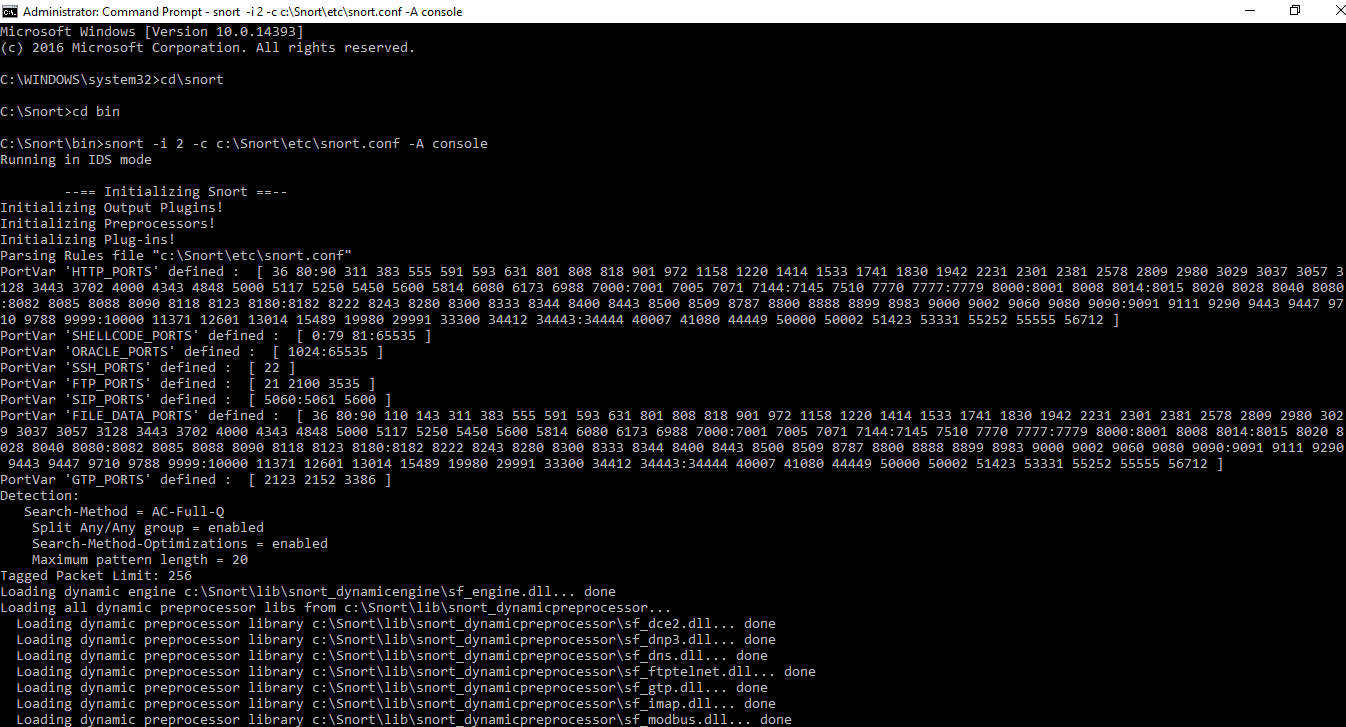 Administrator: Command Prompt - snort  -i 2 -c c:\Snort\etc\snort.conf -A console
Microsoft Windows [Version 10.0.14393]
(c) 2016 Microsoft Corporation. All rights reserved.
C:\WINDOWS\system32>cd\snort
C:\Snort>cd bin
C:\Snort\bin>snort -i 2 -c c:\Snort\etc\snort.conf -A console
Running in IDS mode
--== Initializing Snort ==--
Initializing Output Plugins!
Initializing Preprocessors!
Initializing Plug-ins!
Parsing Rules file "c:\Snort\etc\snort.conf"
PortVar 'HTTP_PORTS' defined :  [ 36 80:90 311 383 555 591 593 631 801 808 818 901 972 1158 1220 1414 1533 1741 1830 1942 2231 2301 2381 2578 2809 2980 3029 3037 3057 3
128 3443 3702 4000 4343 4848 5000 5117 5250 5450 5600 5814 6080 6173 6988 7000:7001 7005 7071 7144:7145 7510 7770 7777:7779 8000:8001 8008 8014:8015 8020 8028 8040 8080
:8082 8085 8088 8090 8118 8123 8180:8182 8222 8243 8280 8300 8333 8344 8400 8443 8500 8509 8787 8800 8888 8899 8983 9000 9002 9060 9080 9090:9091 9111 9290 9443 9447 97
10 9788 9999:10000 11371 12601 13014 15489 19980 29991 33300 34412 34443:34444 40007 41080 44449 50000 50002 51423 53331 55252 55555 56712 ]
PortVar 'SHELLCODE_PORTS' defined :  [ 0:79 81:65535 ]
PortVar 'ORACLE_PORTS' defined :  [ 1024:65535 ]
PortVar 'SSH_PORTS' defined :  [ 22 ]
PortVar 'FTP_PORTS' defined :  [ 21 2100 3535 ]
PortVar 'SIP_PORTS' defined :  [ 5060:5061 5600 ]
PortVar 'FILE_DATA_PORTS' defined :  [ 36 80:90 110 143 311 383 555 591 593 631 801 808 818 901 972 1158 1220 1414 1533 1741 1830 1942 2231 2301 2381 2578 2809 2980 302
9 3037 3057 3128 3443 3702 4000 4343 4848 5000 5117 5250 5450 5600 5814 6080 6173 6988 7000:7001 7005 7071 7144:7145 7510 7770 7777:7779 8000:8001 8008 8014:8015 8020 8
028 8040 8080:8082 8085 8088 8090 8118 8123 8180:8182 8222 8243 8280 8300 8333 8344 8400 8443 8500 8509 8787 8800 8888 8899 8983 9000 9002 9060 9080 9090:9091 9111 9290
9443 9447 9710 9788 9999:10000 11371 12601 13014 15489 19980 29991 33300 34412 34443:34444 40007 41080 44449 50000 50002 51423 53331 55252 55555 56712 ]
PortVar 'GTP_PORTS' defined :  [ 2123 2152 3386 ]
Detection:
Search-Method = AC-Full-Q
Split Any/Any group = enabled
Search-Method-Optimizations = enabled
Maximum pattern length = 20
Tagged Packet Limit: 256
Loading dynamic engine c:\Snort\lib\snort_dynamicengine\sf_engine.dll... done
Loading all dynamic preprocessor libs from c:\Snort\lib\snort_dynamicpreprocessor...
Loading dynamic preprocessor library c:\Snort\lib\snort_dynamicpreprocessor\sf_dce2.dll... done
Loading dynamic preprocessor library c:\Snort\lib\snort_dynamicpreprocessor\sf_dnp3.dll... done
Loading dynamic preprocessor library c:\Snort\lib\snort_dynamicpreprocessor\sf_dns.dll... done
Loading dynamic preprocessor library c:\Snort\lib\snort_dynamicpreprocessor\sf_ftptelnet.dll... done
Loading dynamic preprocessor library c:\Snort\lib\snort_dynamicpreprocessor\sf_gtp.dll... done
Loading dynamic preprocessor library c:\Snort\lib\snort_dynamicpreprocessor\sf_imap.dll... done
Loading dynamic preprocessor library c:\Snort\lib\snort_dynamicpreprocessor\sf_modbus.dll... done